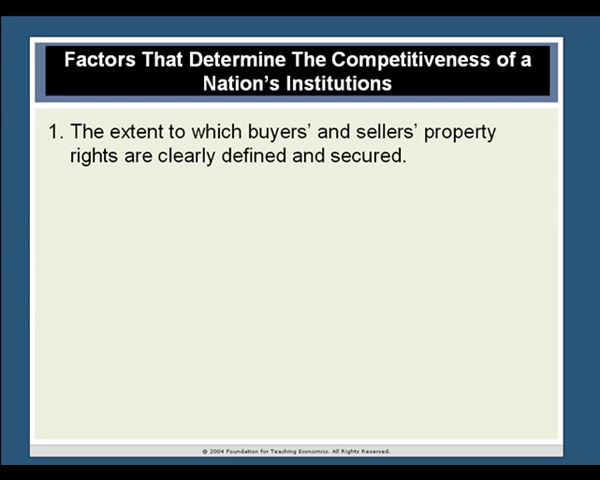 Factors That Determine The Competitiveness of a
Nation’s Institutions
1. The extent to which buyers’ and sellers’ property
rights are clearly defined and secured.
© 2004 Foundation for Teaching Economics. All Rights Reserved.